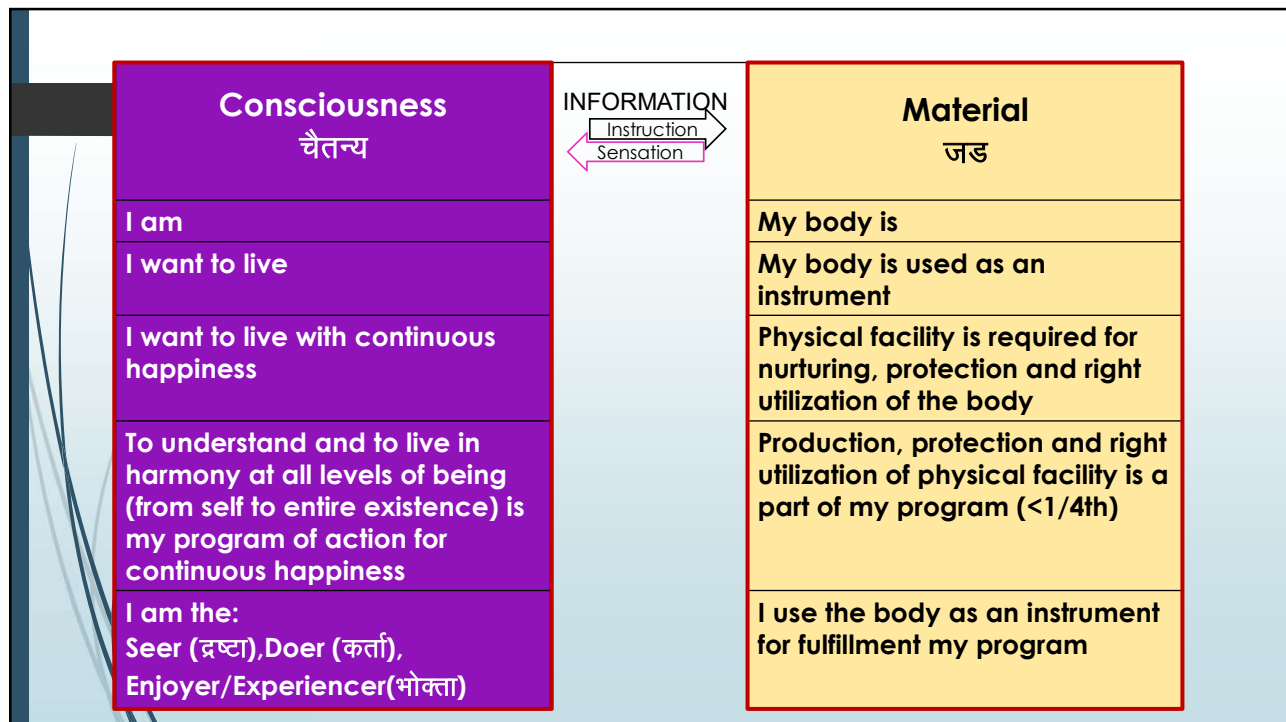 Consciousness
चैतन्य
INFORMATION
Instruction
Sensation
Material
जड
I am
My body is
I want to live
My body is used as an
instrument
I want to live with continuous
happiness
Physical facility is required for
nurturing, protection and right
utilization of the body
To understand and to live in
harmony at all levels of being
(from self to entire existence) is
my program of action for
continuous happiness
Production, protection and right
utilization of physical facility is a
part of my program (<1/4th)
I am the:
Seer (द्रष्टा),Doer (कर्ता),
Enjoyer/Experiencer(भोक्ता)
I use the body as an instrument
for fulfillment my program